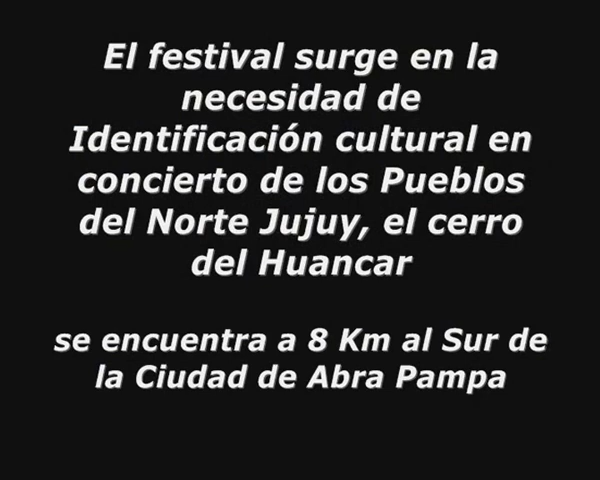 El festival surge en la
necesidad de
Identificación cultural en
concierto de los Pueblos
del Norte Jujuy, el cerro
del Huancar
se encuentra a 8 Km al Sur de
la Ciudad de Abra Pampa